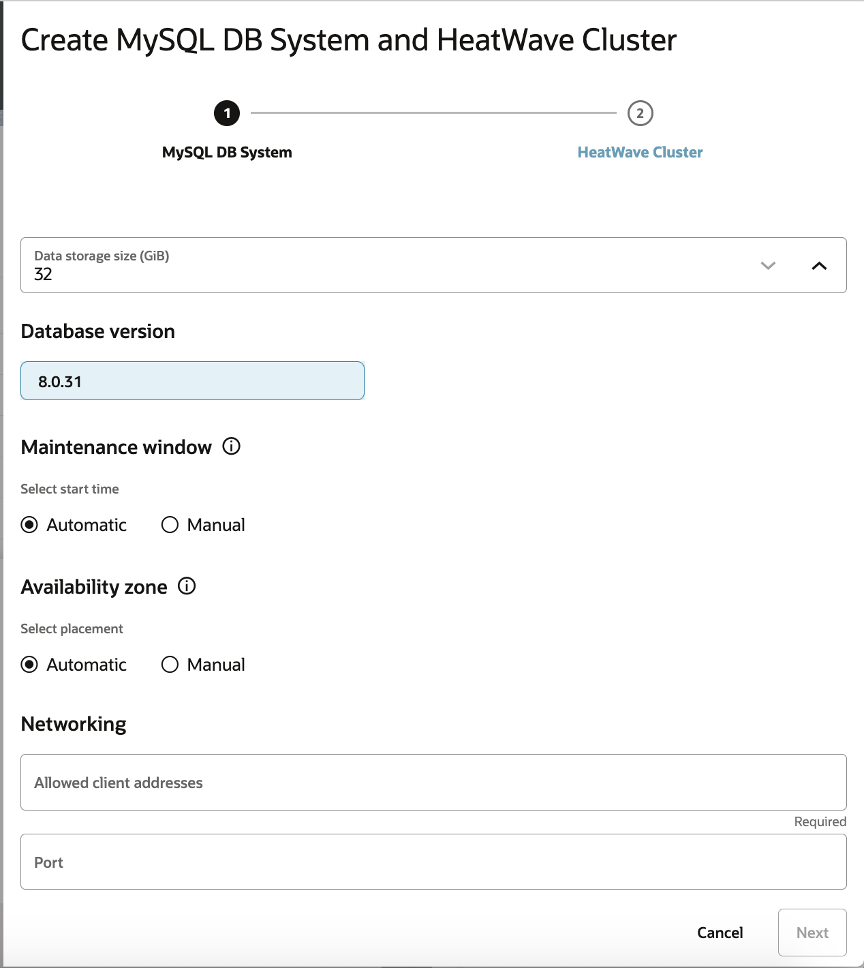 Create MySQL DB System and HeatWave Cluster
1
2
MySQL DB System
HeatWave Cluster
Data storage size (GiB)
32
Database version
8.0.31
Maintenance window
Select start time
Automatic
Manual
Availability zone
Select placement
Automatic
Manual
Networking
Allowed client addresses
Required
Port
Cancel
Next